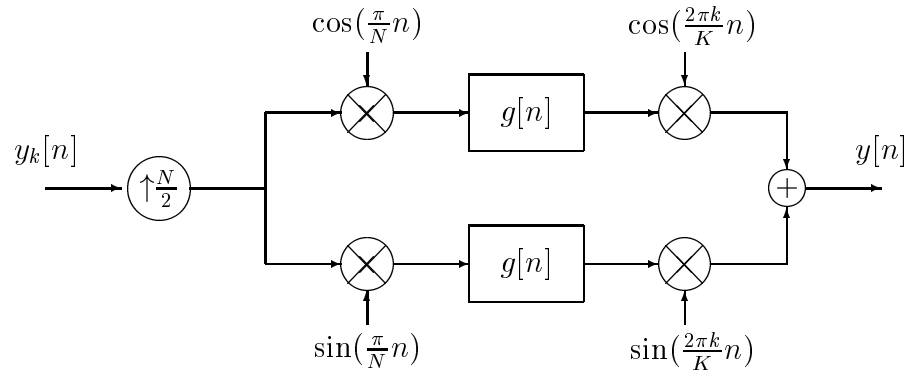 cos(π/N n) cos(2πk/K n)
g[n]
y_k[n] y[n]
↑N/2 +
g[n]
sin(π/N n) sin(2πk/K n)